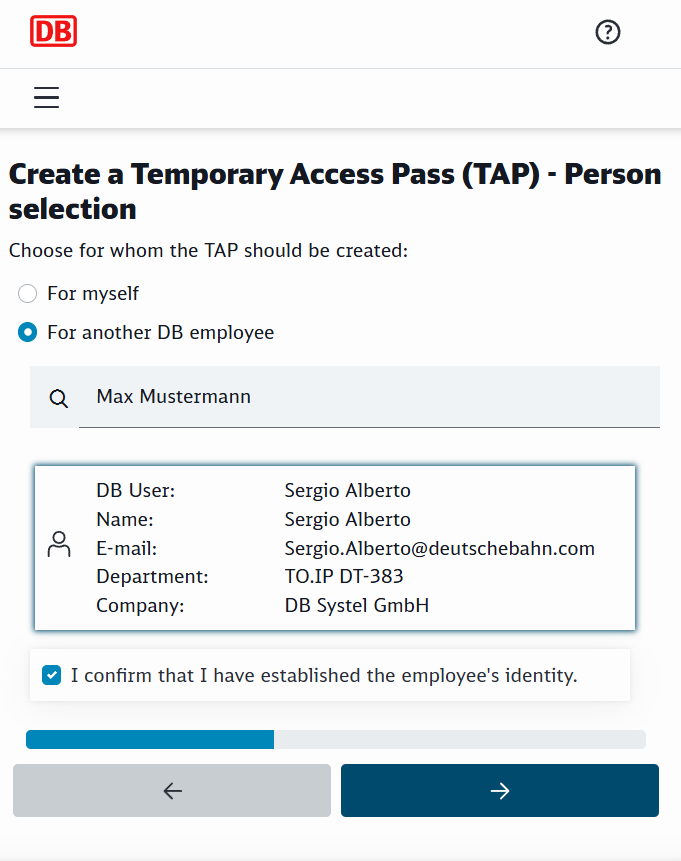 DB
Create a Temporary Access Pass (TAP) - Person
selection
Choose for whom the TAP should be created:
For myself
For another DB employee
Max Mustermann
DB User: Sergio Alberto
Name: Sergio Alberto
E-mail: Sergio.Alberto@deutschebahn.com
Department: TO.IP DT-383
Company: DB Systel GmbH
I confirm that I have established the employee's identity.